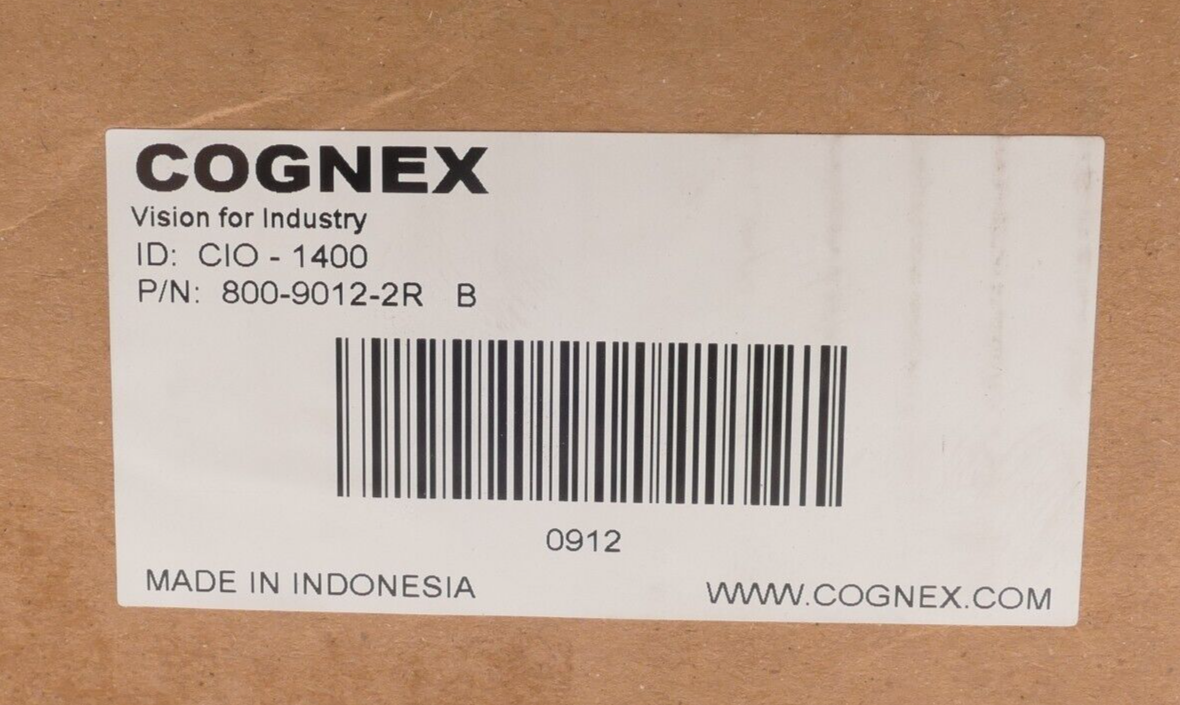 COGNEX
Vision for Industry
ID: CIO - 1400
P/N: 800-9012-2R B
0912
MADE IN INDONESIA
WWW.COGNEX.COM